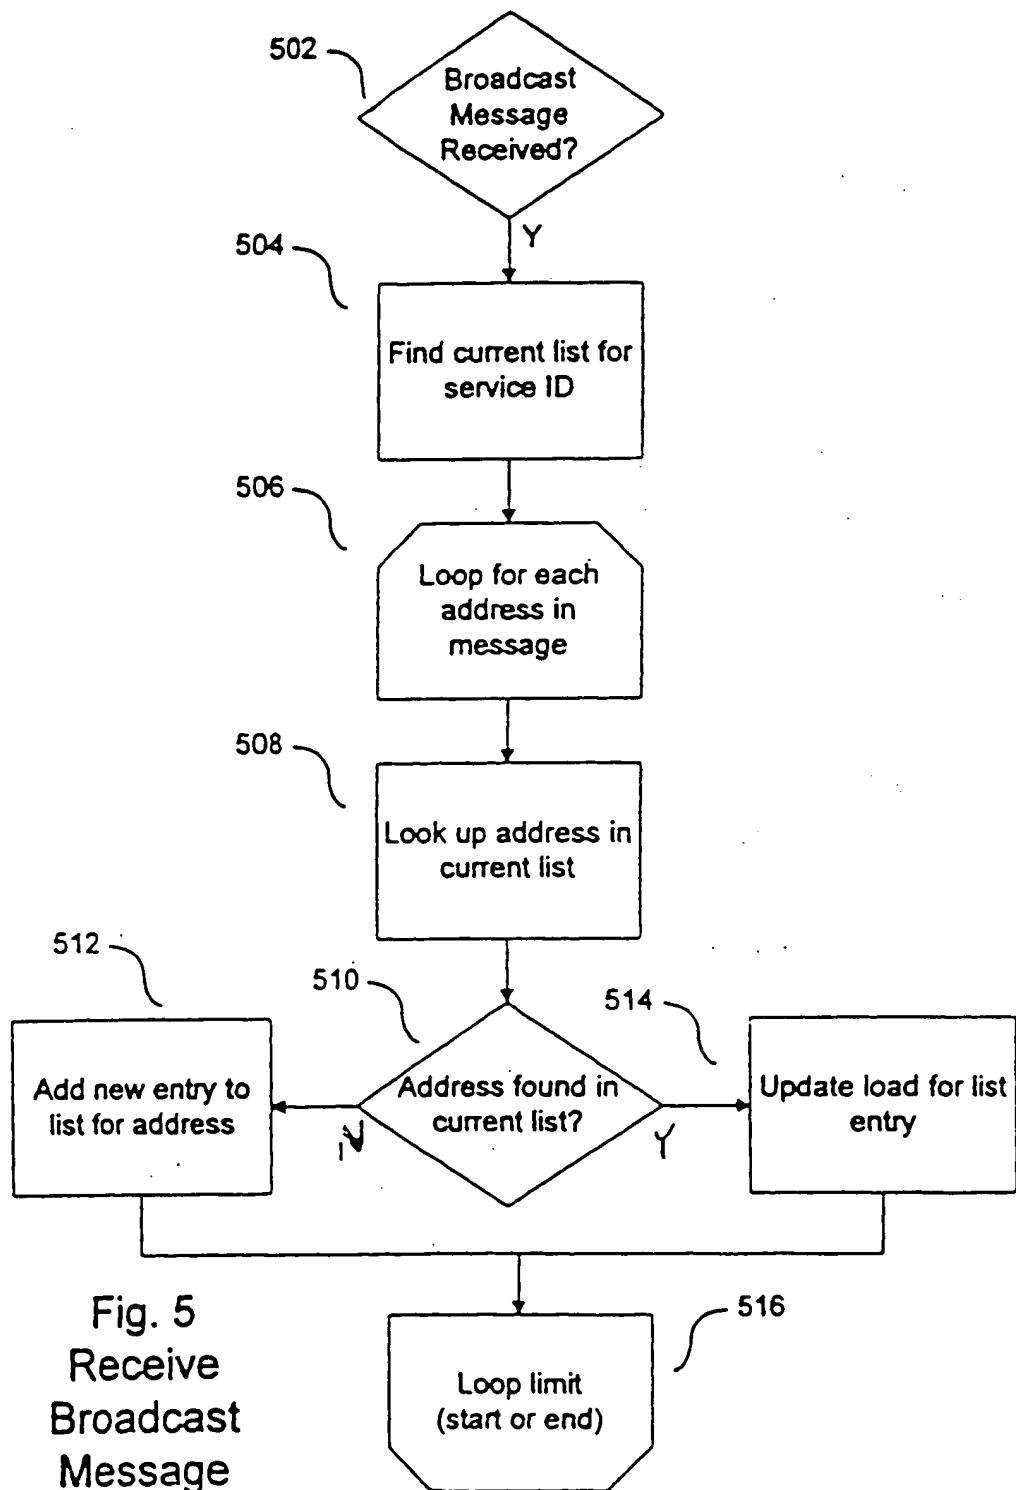 502
Broadcast
Message
Received?
Y
504
Find current list for
service ID
506
Loop for each
address in
message
508
Look up address in
current list
512
510
514
Add new entry to
list for address
Address found in
current list?
Update load for list
entry
N
Y
Fig. 5
Receive
Broadcast
Message
516
Loop limit
(start or end)